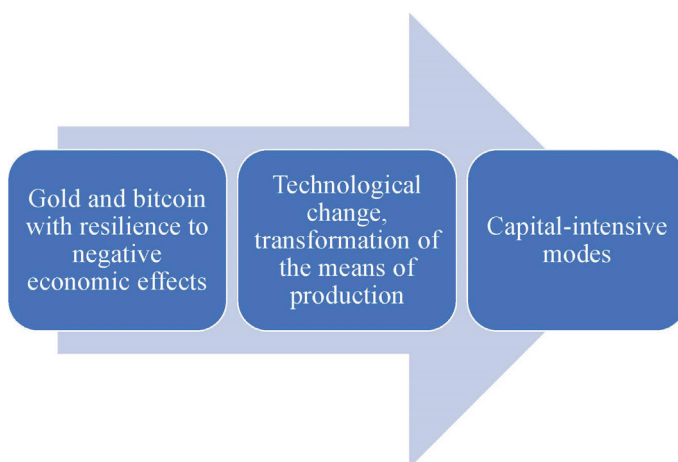 Gold and bitcoin
with resilience to
negative
economic effects
Technological
change,
transformation of
the means of
production
Capital-intensive
modes